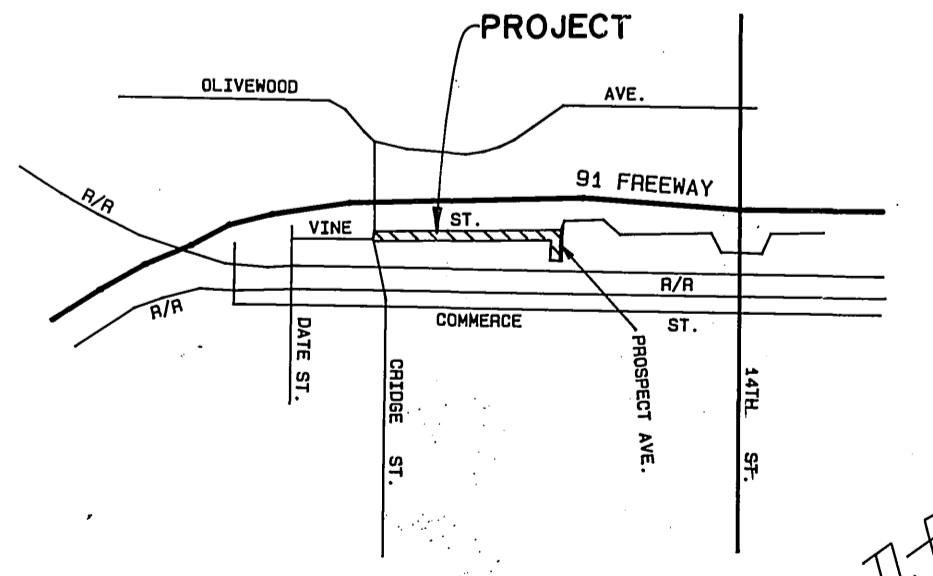 PROJECT
OLIVEWOOD AVE.
91 FREEWAY
R/R
VINE ST.
R/R
R/R
COMMERCE ST.
DATE ST.
CRIDGE ST.
PROSPECT AVE.
14TH ST.